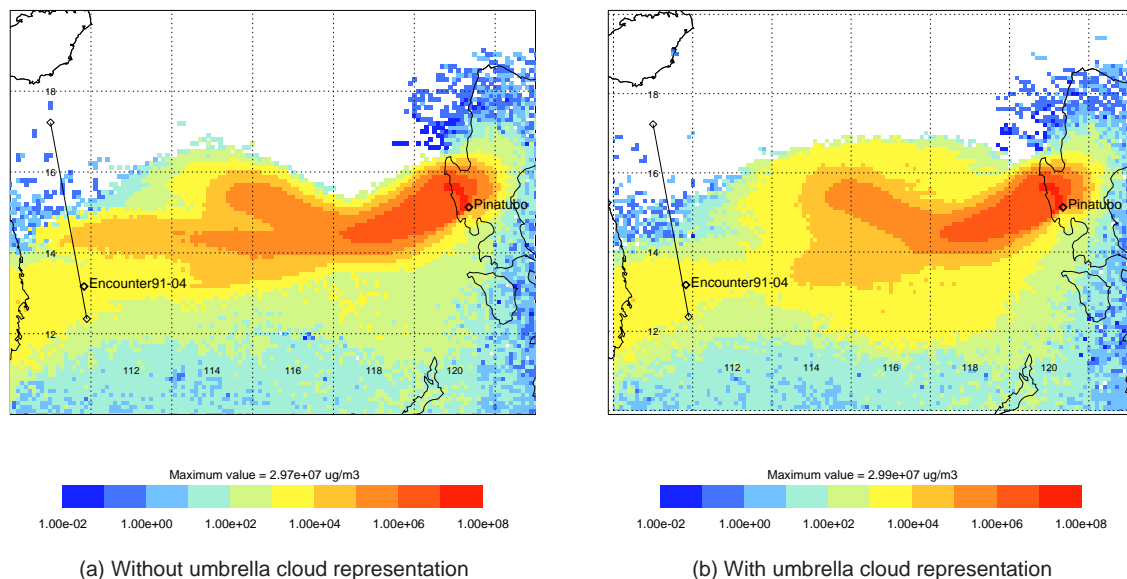 18
16
Pinatubo
14
Encounter91-04
12
112 114 116 118 120
Maximum value = 2.97e+07 ug/m3
1.00e-02 1.00e+00 1.00e+02 1.00e+04 1.00e+06 1.00e+08
(a) Without umbrella cloud representation
18
16
Pinatubo
14
Encounter91-04
12
112 114 116 118 120
Maximum value = 2.99e+07 ug/m3
1.00e-02 1.00e+00 1.00e+02 1.00e+04 1.00e+06 1.00e+08
(b) With umbrella cloud representation